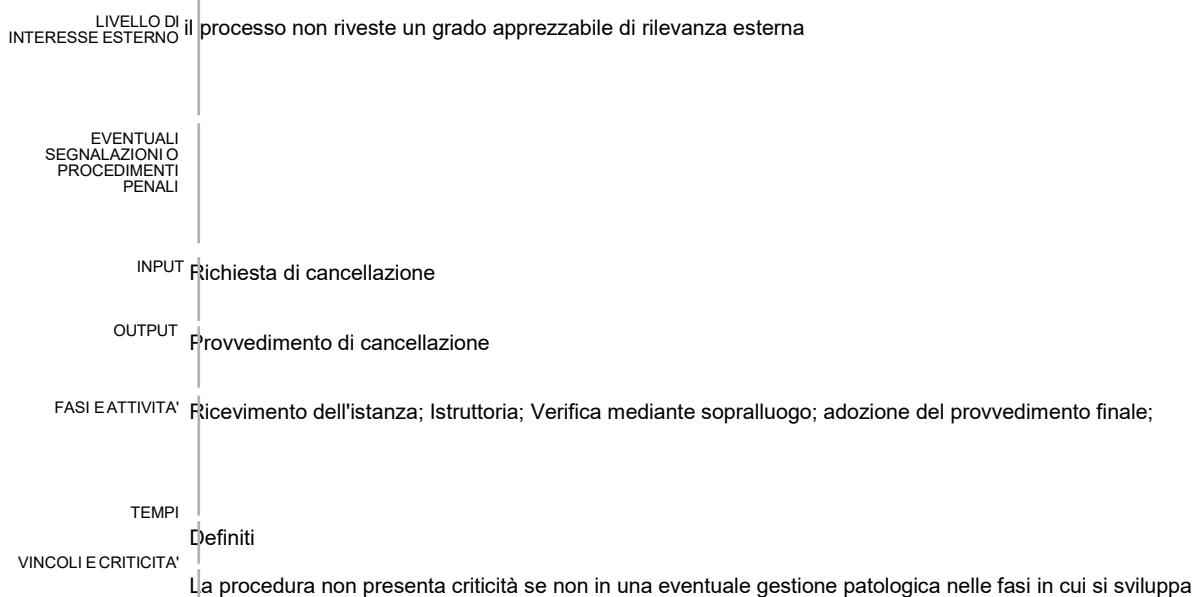 LIVELLO DI
INTERESSE ESTERNO
il processo non riveste un grado apprezzabile di rilevanza esterna
EVENTUALI
SEGNALAZIONI O
PROCEDIMENTI
PENALI
INPUT
Richiesta di cancellazione
OUTPUT
Provvedimento di cancellazione
FASI E ATTIVITA'
Ricevimento dell'istanza; Istruttoria; Verifica mediante sopralluogo; adozione del provvedimento finale;
TEMPI
Definiti
VINCOLI E CRITICITA'
La procedura non presenta criticità se non in una eventuale gestione patologica nelle fasi in cui si sviluppa